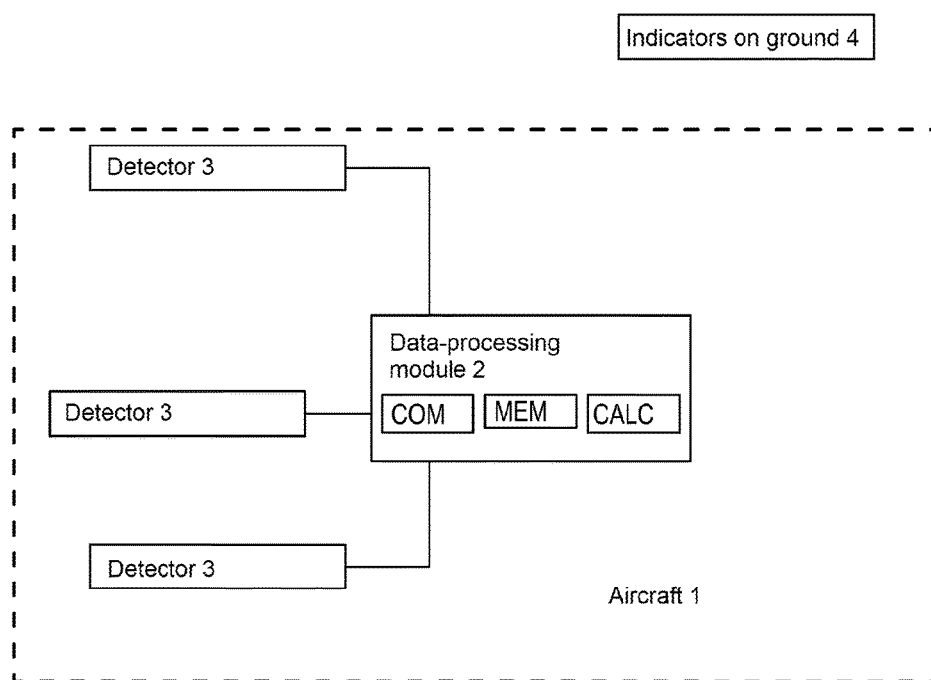 Indicators on ground 4
Detector 3
Data-processing
module 2
COM MEM CALC
Detector 3
Detector 3
Aircraft 1